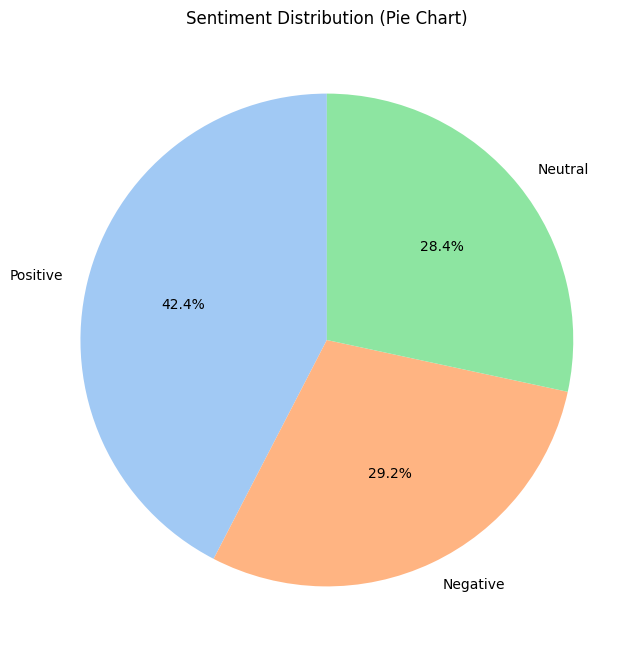 Sentiment Distribution (Pie Chart)
Neutral
28.4%
Positive
42.4%
29.2%
Negative